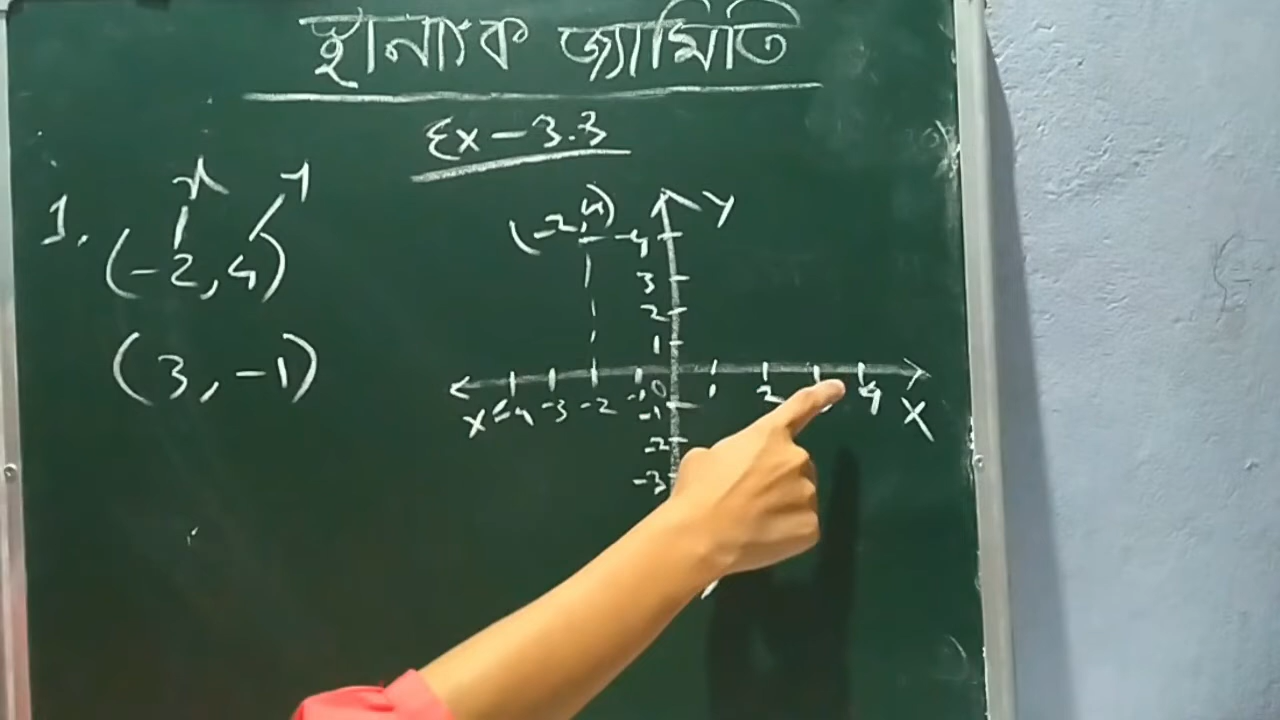 স্থানাংক জ্যামিতি
Ex - 3.3
x y
1. (-2, 4)
(3, -1)
(-2, 4)
Y
4
3
2
1
-4 -3 -2 -1 0 1 2 4
X
-1
-2
-3